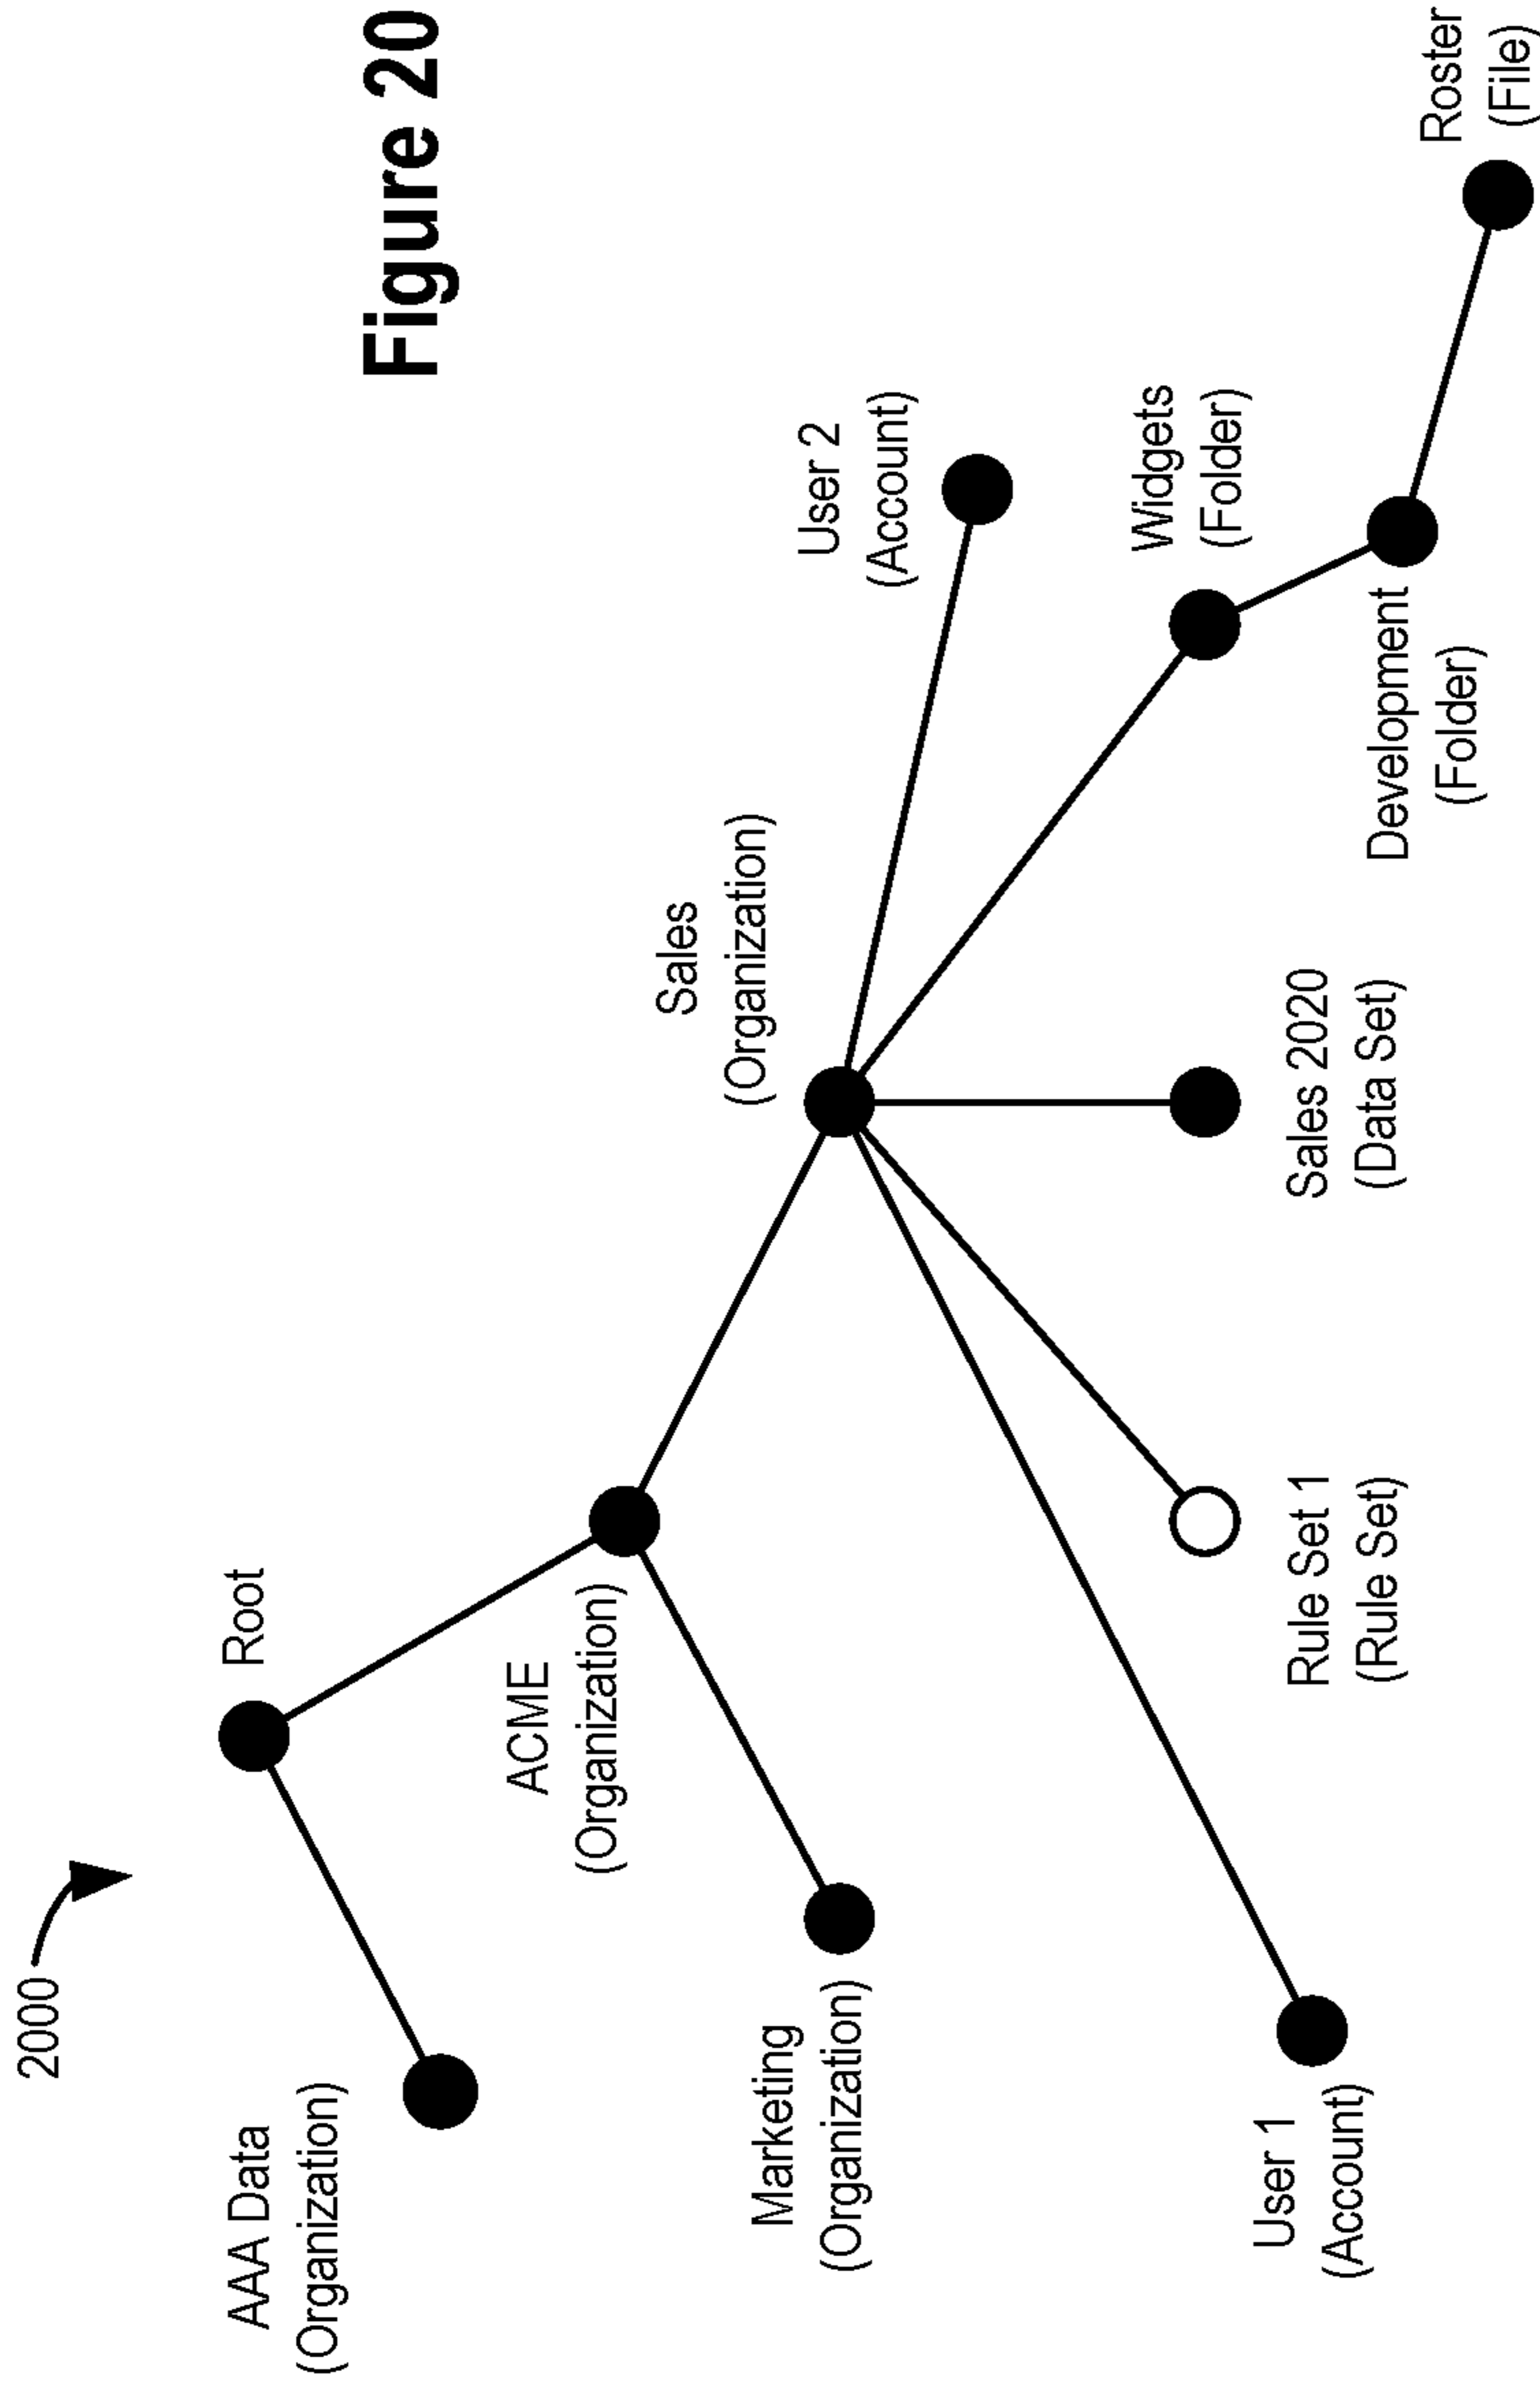 2000
Root
AAA Data
(Organization)
ACME
(Organization)
Marketing
(Organization)
Sales
(Organization)
User 1
(Account)
Rule Set 1
(Rule Set)
Sales 2020
(Data Set)
User 2
(Account)
Widgets
(Folder)
Development
(Folder)
Roster
(File)
Figure 20